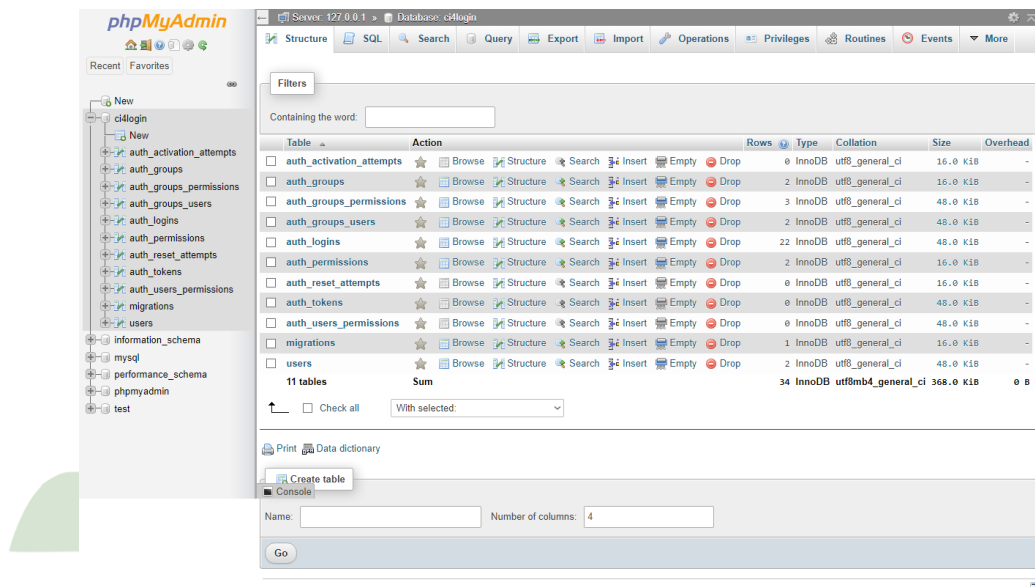 phpMyAdmin
Recent Favorites
New
ci4login
New
auth_activation_attempts
auth_groups
auth_groups_permissions
auth_groups_users
auth_logins
auth_permissions
auth_reset_attempts
auth_tokens
auth_users_permissions
migrations
users
information_schema
mysql
performance_schema
phpmyadmin
test
Server: 127.0.0.1 » Database: ci4login
Structure SQL Search Query Export Import Operations Privileges Routines Events More
Filters
Containing the word:
Table Action Rows Type Collation Size Overhead
auth_activation_attempts Browse Structure Search Insert Empty Drop 0 InnoDB utf8_general_ci 16.0 KiB -
auth_groups Browse Structure Search Insert Empty Drop 2 InnoDB utf8_general_ci 16.0 KiB -
auth_groups_permissions Browse Structure Search Insert Empty Drop 3 InnoDB utf8_general_ci 48.0 KiB -
auth_groups_users Browse Structure Search Insert Empty Drop 2 InnoDB utf8_general_ci 48.0 KiB -
auth_logins Browse Structure Search Insert Empty Drop 22 InnoDB utf8_general_ci 48.0 KiB -
auth_permissions Browse Structure Search Insert Empty Drop 2 InnoDB utf8_general_ci 16.0 KiB -
auth_reset_attempts Browse Structure Search Insert Empty Drop 0 InnoDB utf8_general_ci 16.0 KiB -
auth_tokens Browse Structure Search Insert Empty Drop 0 InnoDB utf8_general_ci 48.0 KiB -
auth_users_permissions Browse Structure Search Insert Empty Drop 0 InnoDB utf8_general_ci 48.0 KiB -
migrations Browse Structure Search Insert Empty Drop 1 InnoDB utf8_general_ci 16.0 KiB -
users Browse Structure Search Insert Empty Drop 2 InnoDB utf8_general_ci 48.0 KiB -
11 tables Sum 34 InnoDB utf8mb4_general_ci 368.0 KiB 0 B
Check all With selected:
Print Data dictionary
Create table
Console
Name: Number of columns: 4
Go